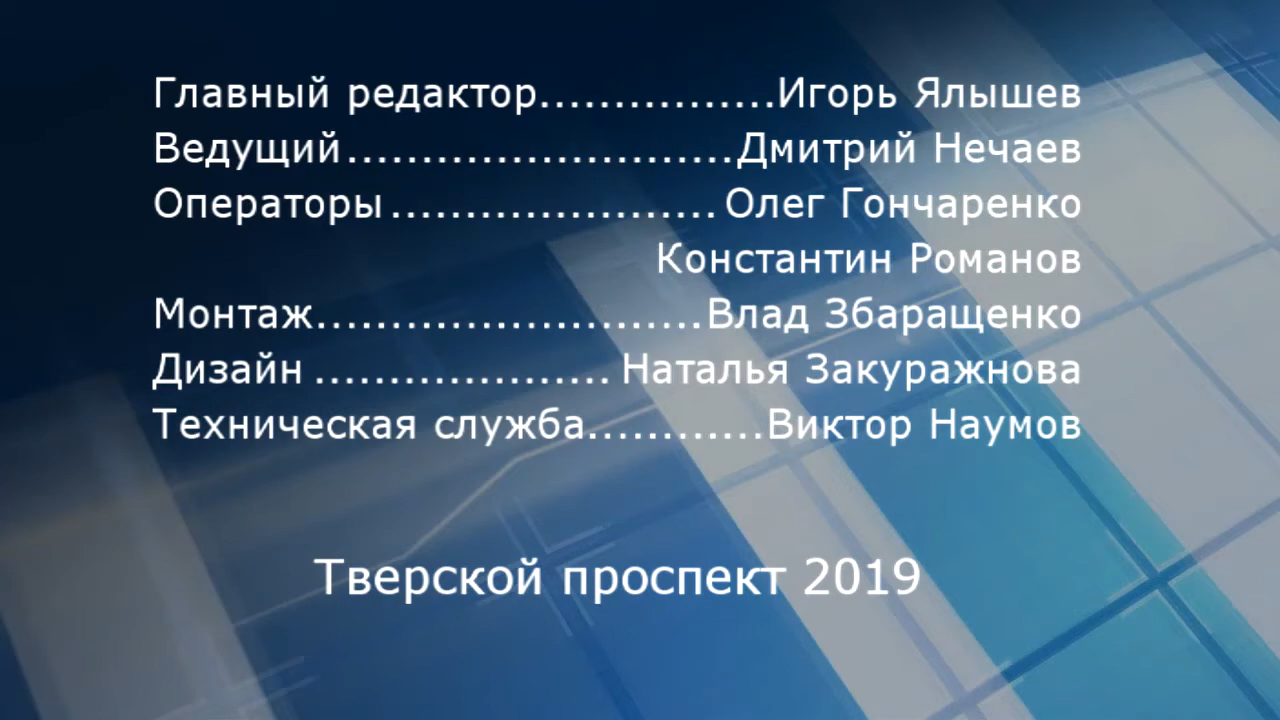 Главный редактор................Игорь Ялышев
Ведущий..........................Дмитрий Нечаев
Операторы...................... Олег Гончаренко
Константин Романов
Монтаж..........................Влад Збаращенко
Дизайн.................... Наталья Закуражнова
Техническая служба............Виктор Наумов
Тверской проспект 2019